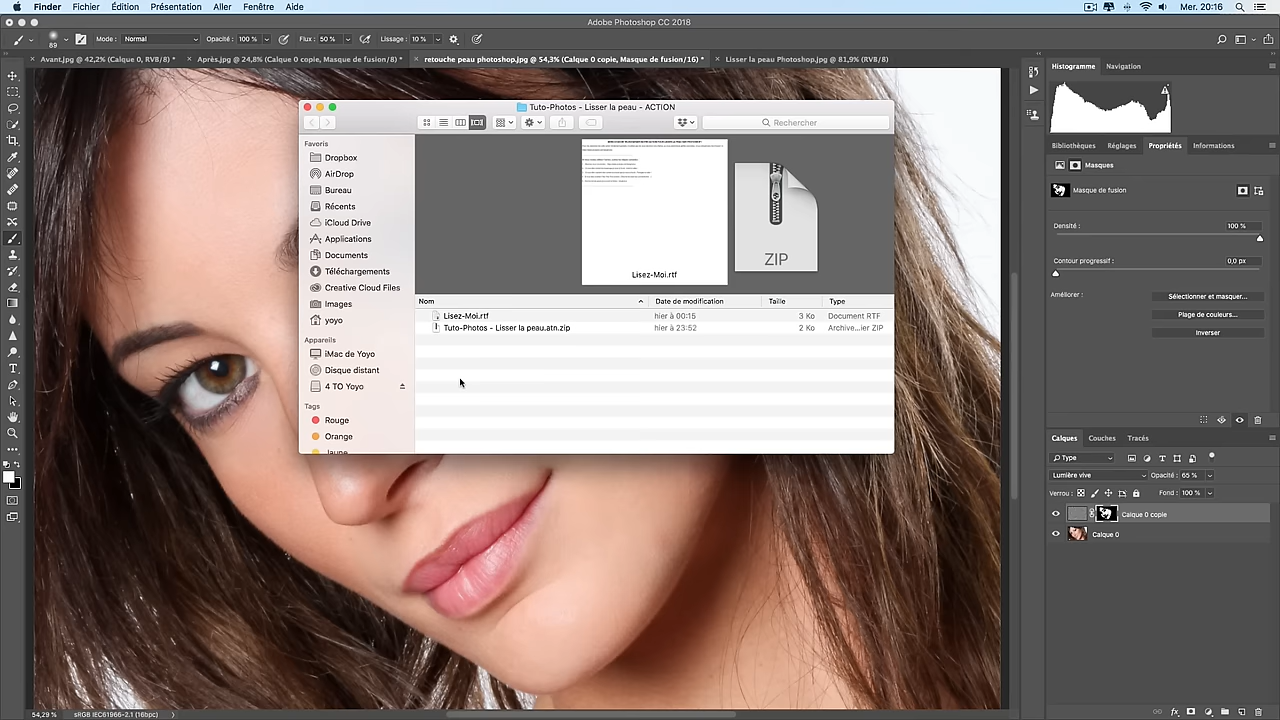 Finder Fichier Édition Présentation Aller Fenêtre Aide Mer. 20:16
Adobe Photoshop CC 2018
89 Mode : Normal Opacité : 100 % Flux : 50 % Lissage : 10 %
Avant.jpg @ 42,2% (Calque 0, RVB/8) * Après.jpg @ 24,8% (Calque 0 copie, Masque de fusion/8) * retouche peau photoshop.jpg @ 54,3% (Calque 0 copie, Masque de fusion/16) * Lisser la peau Photoshop.jpg @ 81,9% (RVB/8)
Histogramme Navigation
Tuto-Photos - Lisser la peau - ACTION
Rechercher
Favoris
Dropbox
AirDrop
Bureau
Récents
iCloud Drive
Applications
Documents
Téléchargements
Creative Cloud Files
Images
yoyo
Appareils
iMac de Yoyo
Disque distant
4 TO Yoyo
Tags
Rouge
Orange
Jaune
Lisez-Moi.rtf
ZIP
Nom Date de modification Taille Type
Lisez-Moi.rtf hier à 00:15 3 Ko Document RTF
Tuto-Photos - Lisser la peau.atn.zip hier à 23:52 2 Ko Archive...ier ZIP
Bibliothèques Réglages Propriétés Informations
Masques
Masque de fusion
Densité : 100 %
Contour progressif : 0,0 px
Améliorer : Sélectionner et masquer...
Plage de couleurs...
Inverser
Calques Couches Tracés
Type
Lumière vive Opacité : 65 %
Verrou : Fond : 100 %
Calque 0 copie
Calque 0
fx
54,29 % sRGB IEC61966-2.1 (16bpc)